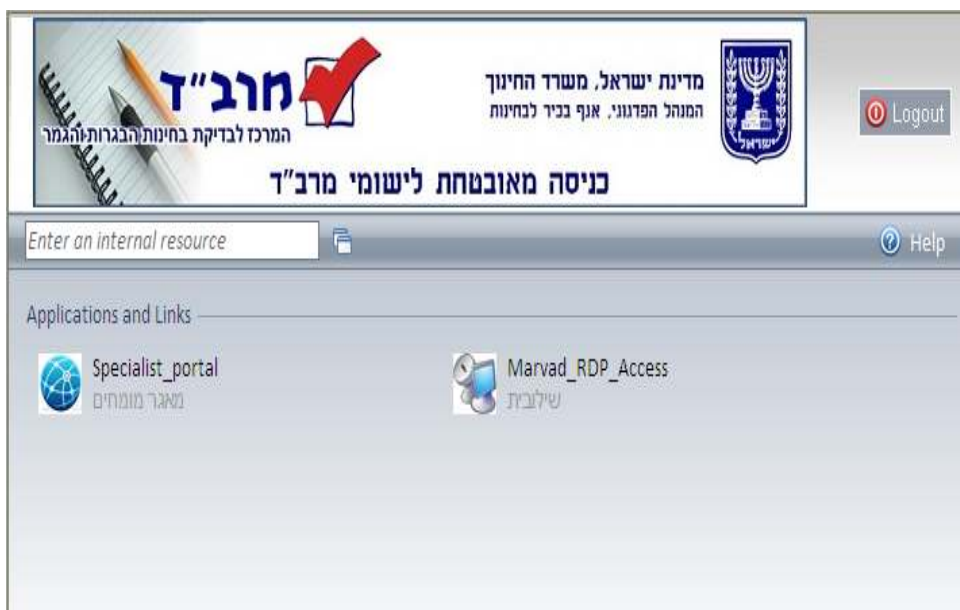 מרב"ד
המרכז לבדיקת בחינות הבגרות והגמר
מדינת ישראל, משרד החינוך
המנהל הפדגוגי, אגף בכיר לבחינות
ישראל
כניסה מאובטחת לישומי מרב"ד
Logout
Enter an internal resource
Help
Applications and Links
Specialist_portal
מאגר מומחים
Marvad_RDP_Access
שילובית